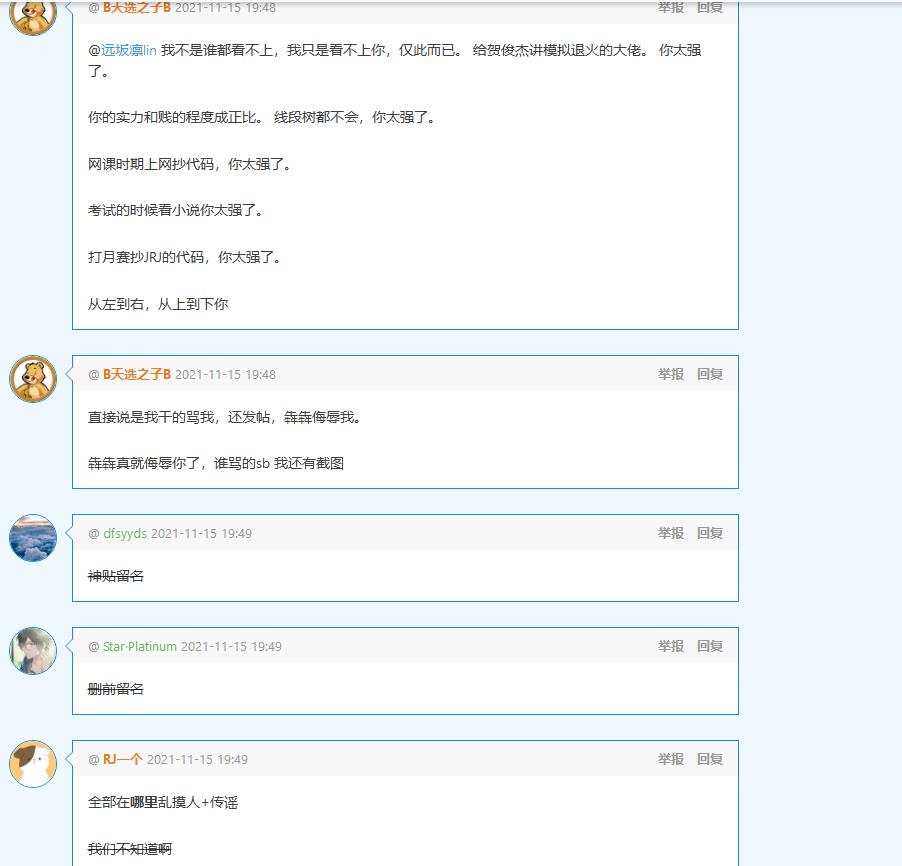 @ B天选之子B 2021-11-15 19:48 举报 回复
@远坂凛lin 我不是谁都看不上，我只是看不上你，仅此而已。 给贺俊杰讲模拟退火的大佬。 你太强
了。
你的实力和贱的程度成正比。 线段树都不会，你太强了。
网课时期上网抄代码，你太强了。
考试的时候看小说你太强了。
打月赛抄JRJ的代码，你太强了。
从左到右，从上到下你
@ B天选之子B 2021-11-15 19:48 举报 回复
直接说是我干的骂我，还发帖，犇犇侮辱我。
犇犇真就侮辱你了，谁骂的sb 我还有截图
@ dfsyyds 2021-11-15 19:49 举报 回复
神贴留名
@ Star·Platinum 2021-11-15 19:49 举报 回复
删前留名
@ RJ一个 2021-11-15 19:49 举报 回复
全部在哪里乱摸人+传谣
我们不知道啊